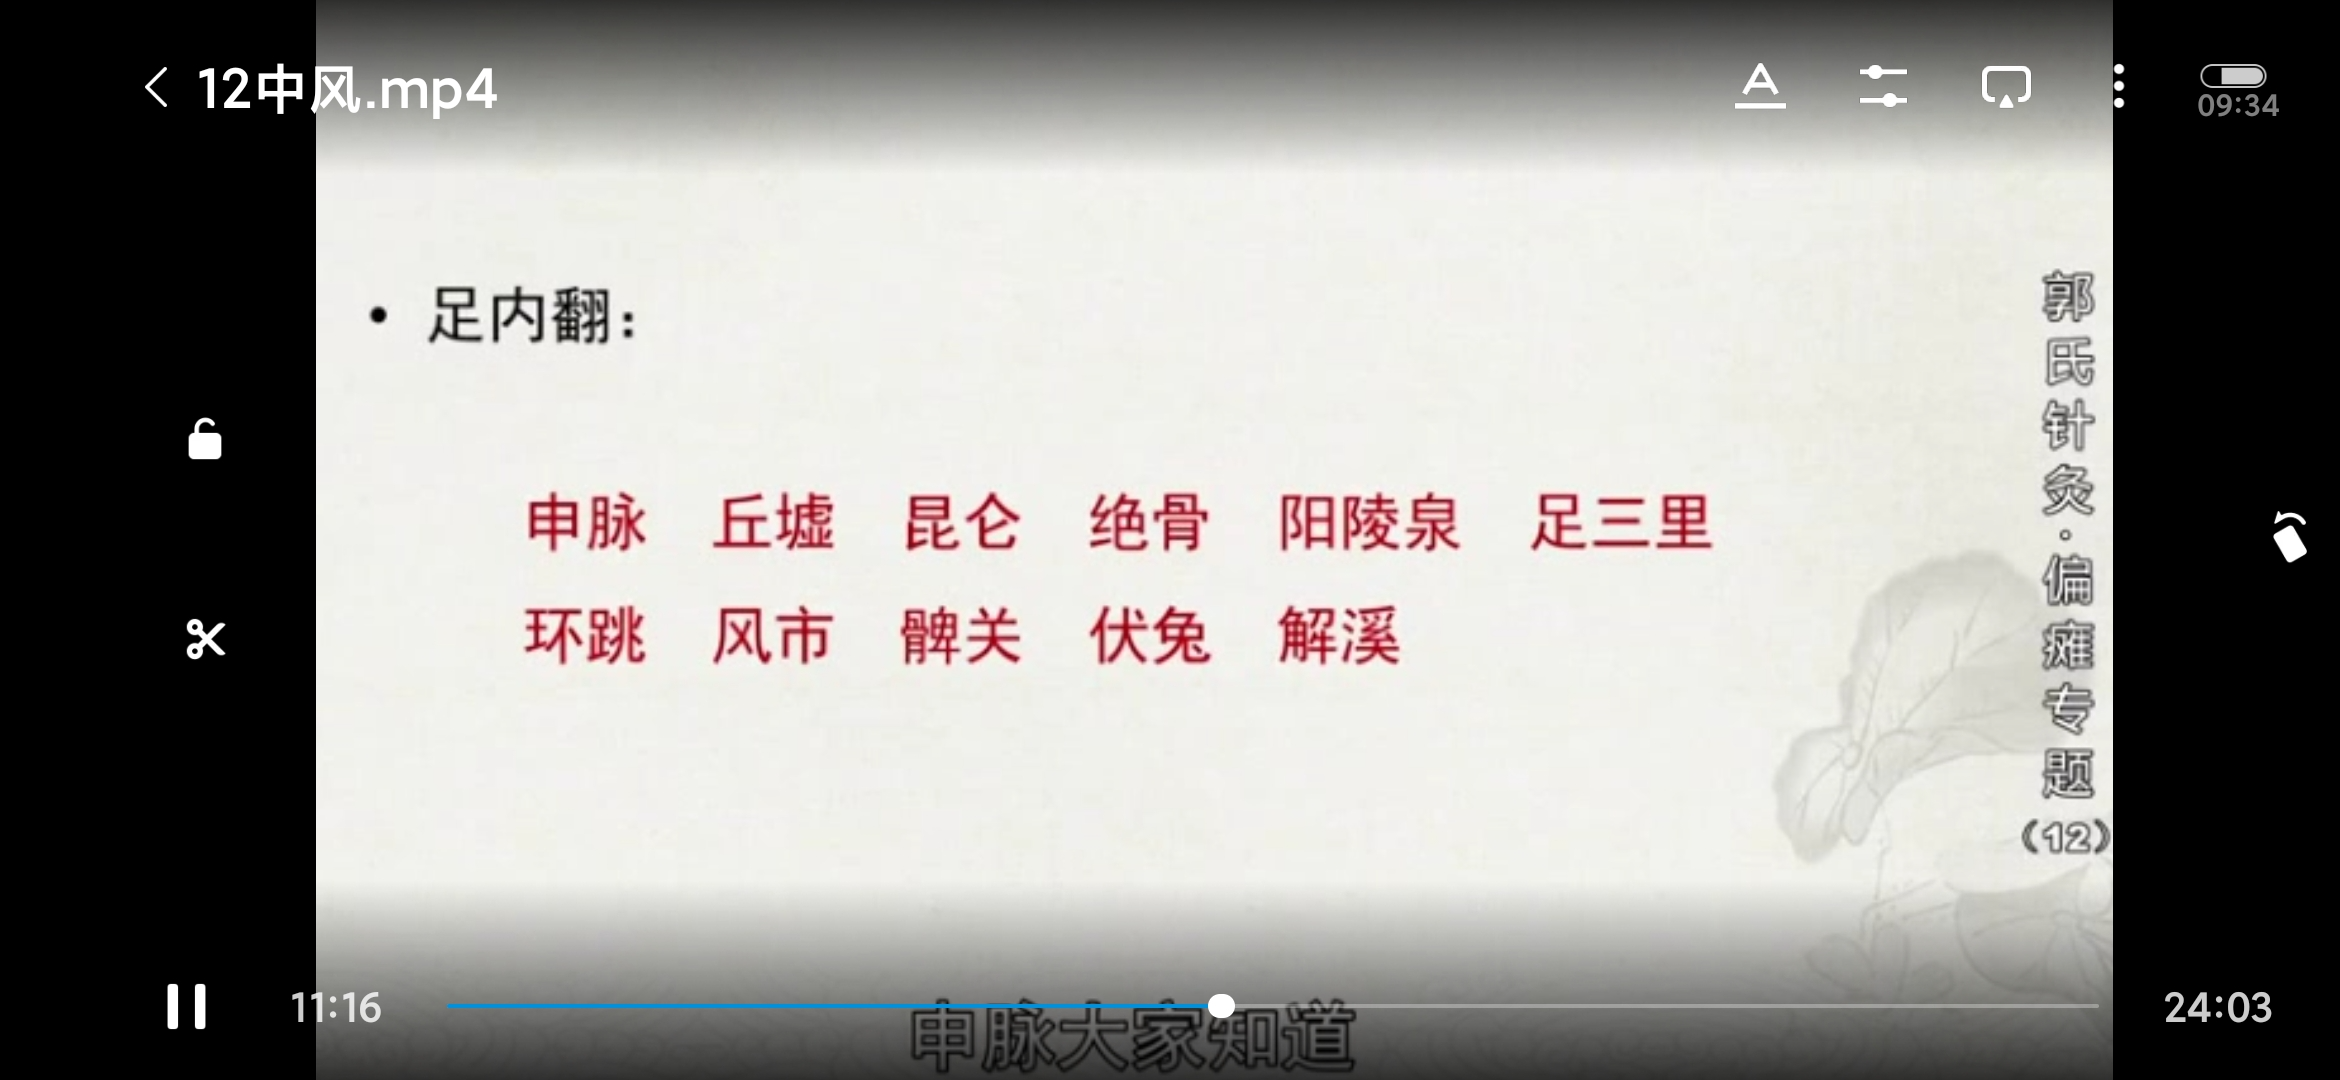 12中风.mp4
09:34
• 足内翻：
申脉 丘墟 昆仑 绝骨 阳陵泉 足三里
环跳 风市 髀关 伏兔 解溪
郭氏针灸·偏瘫专题（12）
11:16
24:03
申脉大家知道